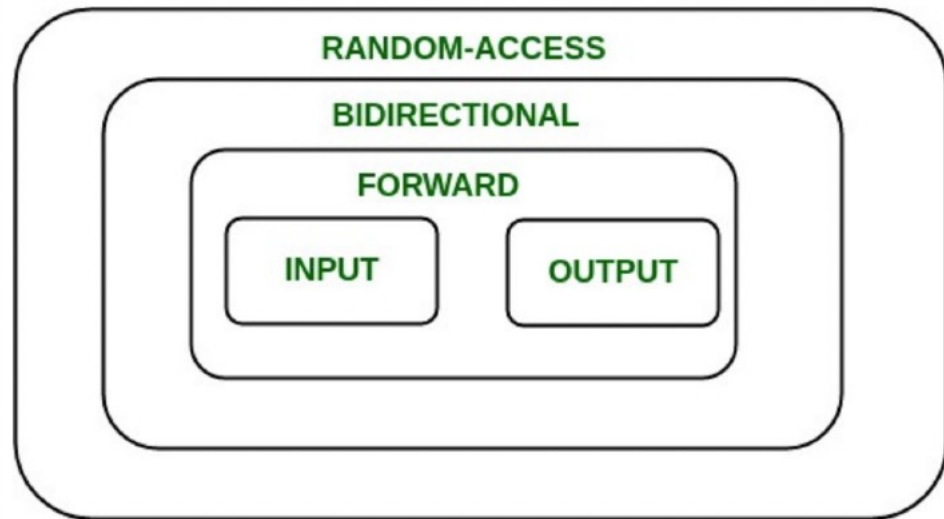 RANDOM-ACCESS
BIDIRECTIONAL
FORWARD
INPUT
OUTPUT